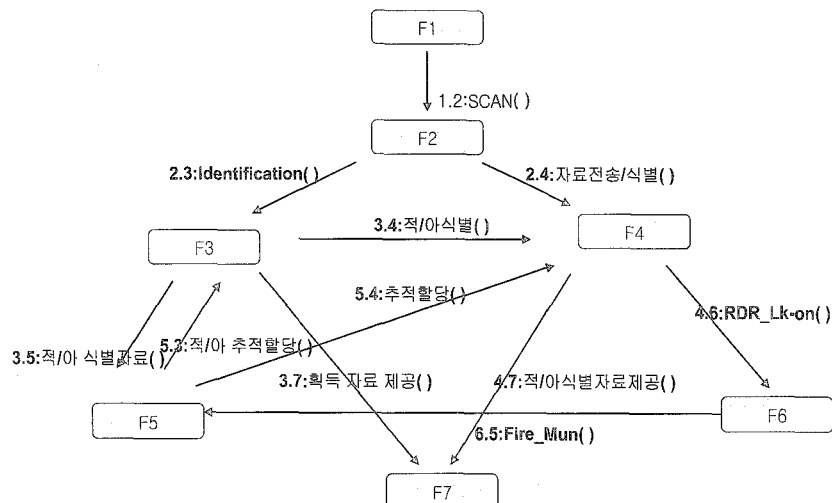 F1
1.2:SCAN( )
F2
2.3:Identification( )
2.4:자료전송/식별( )
F3
3.4:적/아식별( )
F4
5.4:추적할당( )
4.6:RDR_Lk-on( )
3.5:적/아 식별자료( )
5.3:적/아 추적할당( )
3.7:획득 자료 제공( )
4.7:적/아식별자료제공( )
F5
6.5:Fire_Mun( )
F6
F7